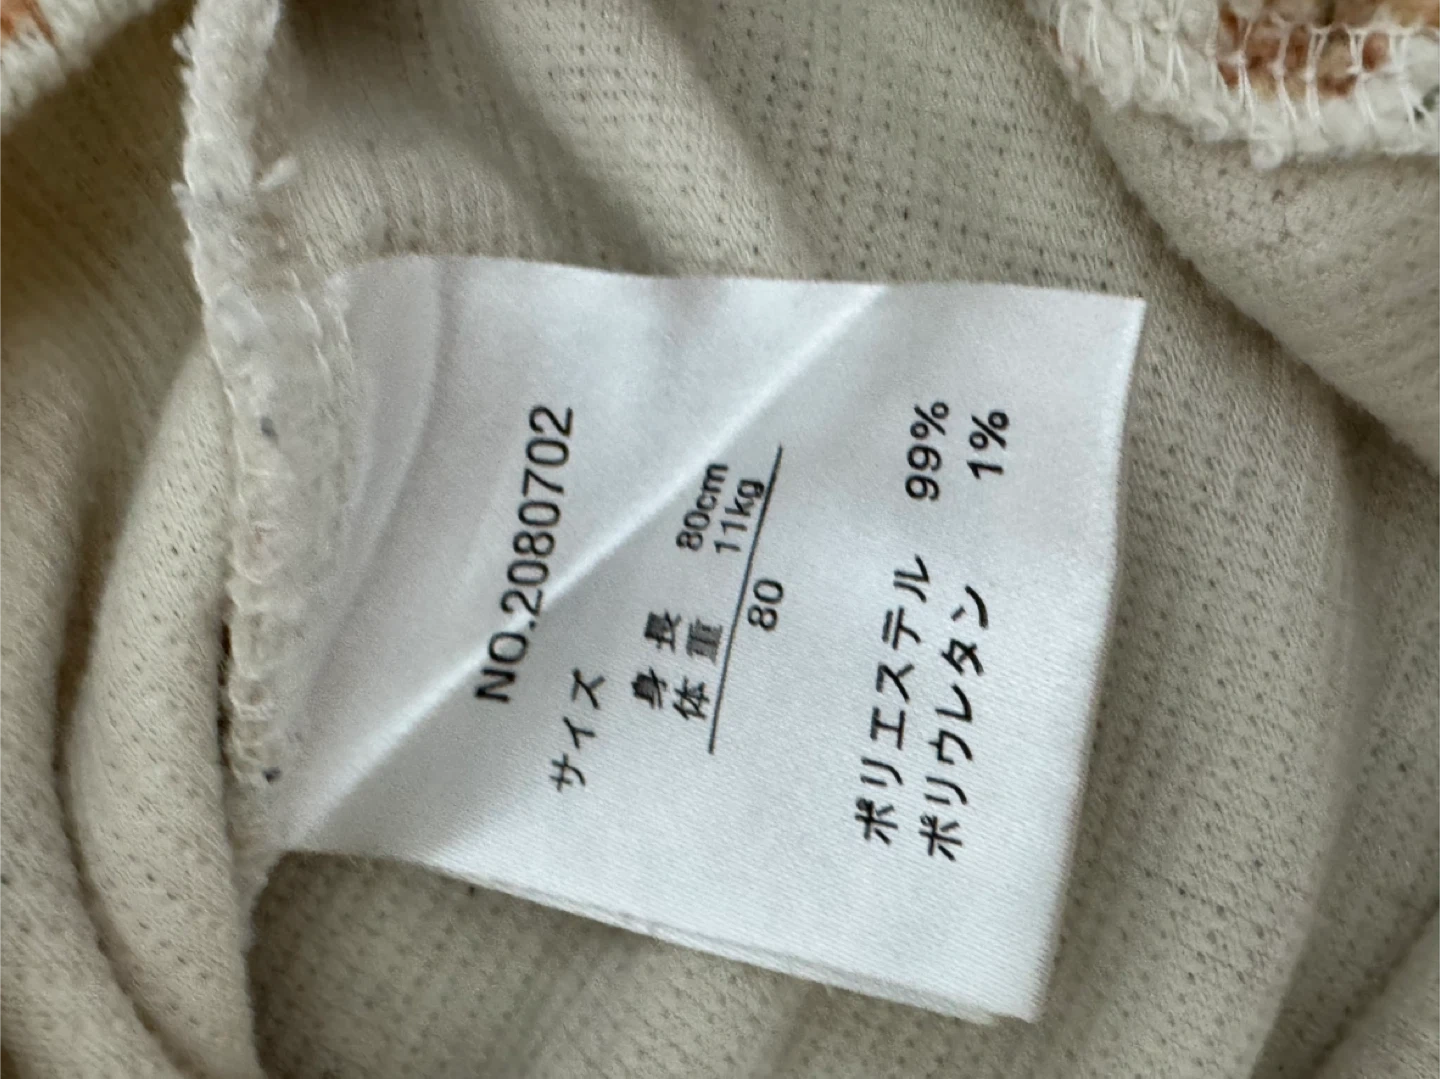 NO.2080702
サイズ
身長 80cm
体重 11kg
80
ポリエステル 99%
ポリウレタン 1%